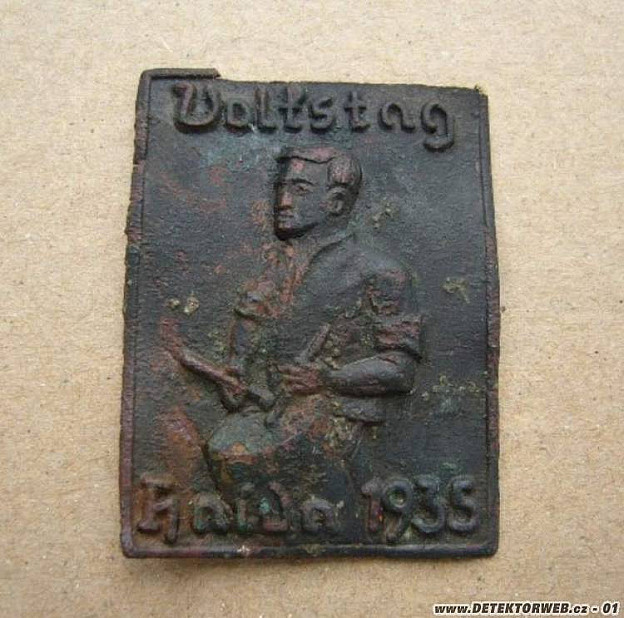 Volkstag
Haida 1935
www.DETEKTORWEB.cz - 01